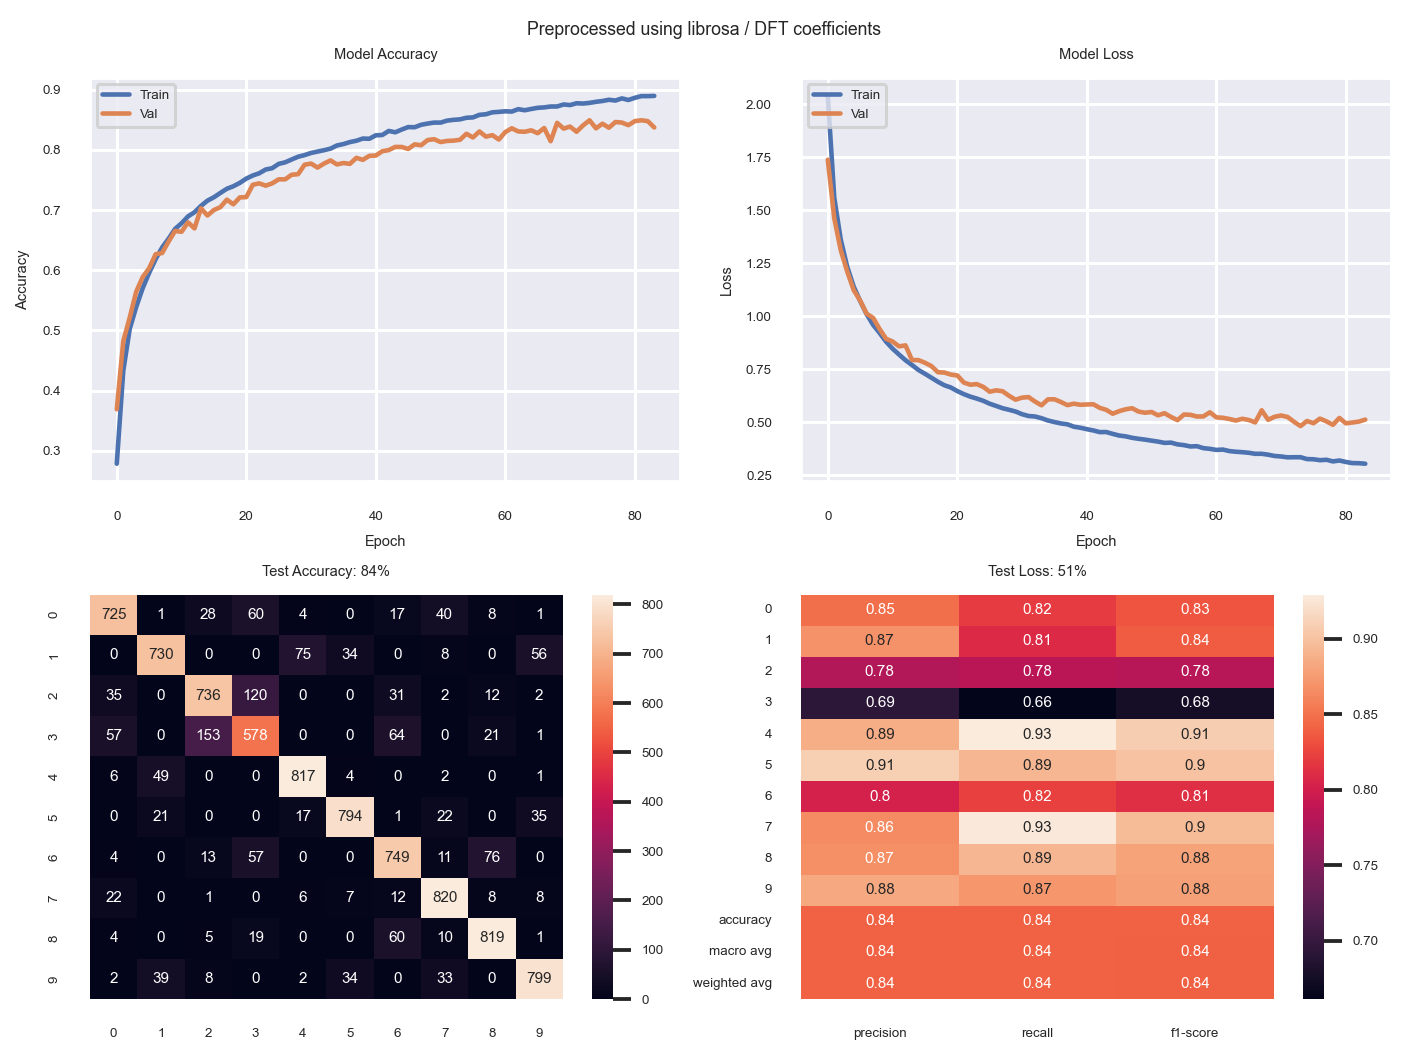 Preprocessed using librosa / DFT coefficients
Model Accuracy
Train
Val
0.9
0.8
0.7
0.6
0.5
0.4
0.3
Accuracy
0 20 40 60 80
Epoch
Model Loss
Train
Val
2.00
1.75
1.50
1.25
1.00
0.75
0.50
0.25
Loss
0 20 40 60 80
Epoch
Test Accuracy: 84%
0 725 1 28 60 4 0 17 40 8 1
1 0 730 0 0 75 34 0 8 0 56
2 35 0 736 120 0 0 31 2 12 2
3 57 0 153 578 0 0 64 0 21 1
4 6 49 0 0 817 4 0 2 0 1
5 0 21 0 0 17 794 1 22 0 35
6 4 0 13 57 0 0 749 11 76 0
7 22 0 1 0 6 7 12 820 8 8
8 4 0 5 19 0 0 60 10 819 1
9 2 39 8 0 2 34 0 33 0 799
0 1 2 3 4 5 6 7 8 9
800
700
600
500
400
300
200
100
0
Test Loss: 51%
0 0.85 0.82 0.83
1 0.87 0.81 0.84
2 0.78 0.78 0.78
3 0.69 0.66 0.68
4 0.89 0.93 0.91
5 0.91 0.89 0.9
6 0.8 0.82 0.81
7 0.86 0.93 0.9
8 0.87 0.89 0.88
9 0.88 0.87 0.88
accuracy 0.84 0.84 0.84
macro avg 0.84 0.84 0.84
weighted avg 0.84 0.84 0.84
precision recall f1-score
0.90
0.85
0.80
0.75
0.70